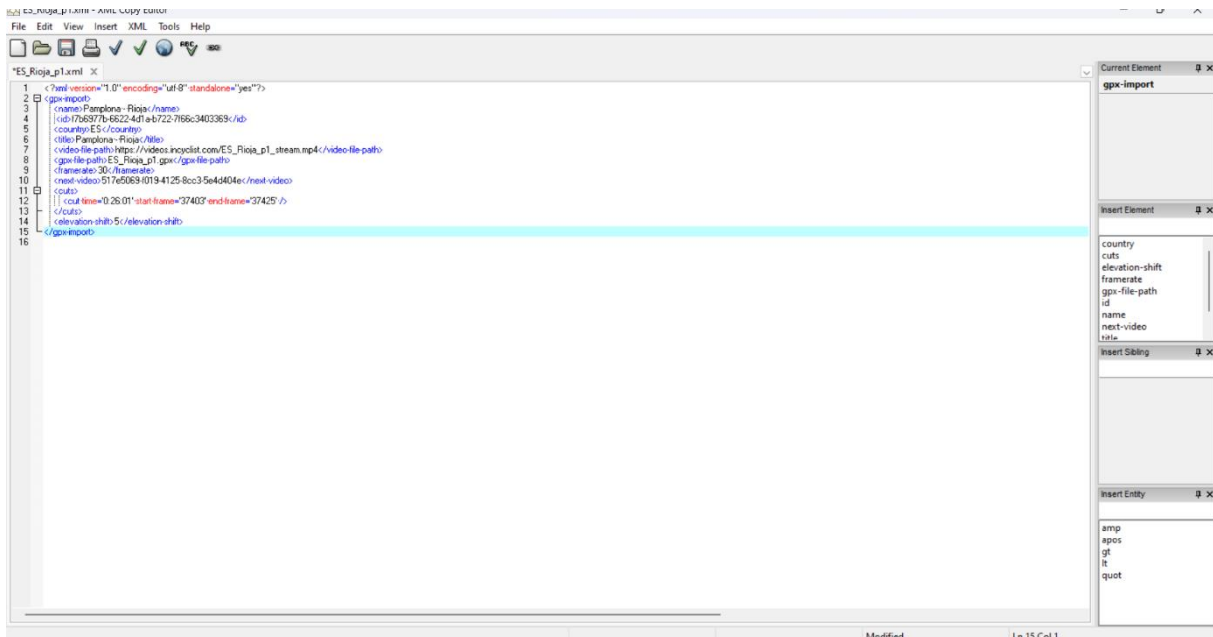 ES_Rioja_p1.xml - XML Copy Editor
File Edit View Insert XML Tools Help
*ES_Rioja_p1.xml X
1 <?xml version="1.0" encoding="utf-8" standalone="yes"?>
2 <gpx-import>
3 <name>Pamplona - Rioja</name>
4 <id>f7b6977b-6622-4d1a-b722-7f66c3403369</id>
5 <country>ES</country>
6 <title>Pamplona - Rioja</title>
7 <video-file-path>https://videos.incyclist.com/ES_Rioja_p1_stream.mp4</video-file-path>
8 <gpx-file-path>ES_Rioja_p1.gpx</gpx-file-path>
9 <framerate>30</framerate>
10 <next-video>517e5069-f019-4125-8cc3-5e4d404e</next-video>
11 <cuts>
12 <cut time='0:26:01' start-frame='37403' end-frame='37425' />
13 </cuts>
14 <elevation-shift>5</elevation-shift>
15 </gpx-import>
16
Current Element
gpx-import
Insert Element
country
cuts
elevation-shift
framerate
gpx-file-path
id
name
next-video
title
Insert Sibling
Insert Entity
amp
apos
gt
lt
quot
Modified Ln 15 Col 1